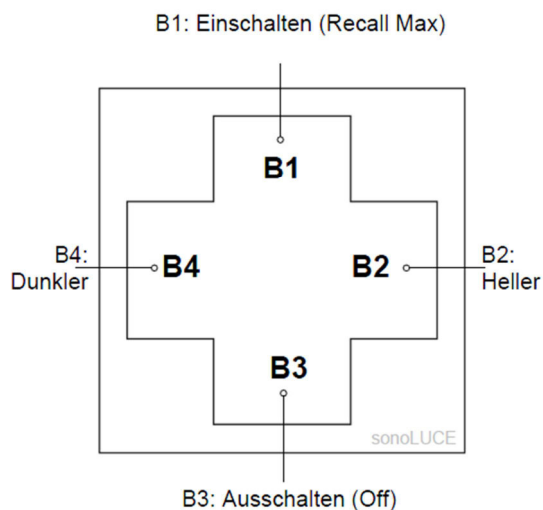 B1: Einschalten (Recall Max)
B1
B4:
Dunkler
B4
B2
B2:
Heller
B3
sonoLUCE
B3: Ausschalten (Off)